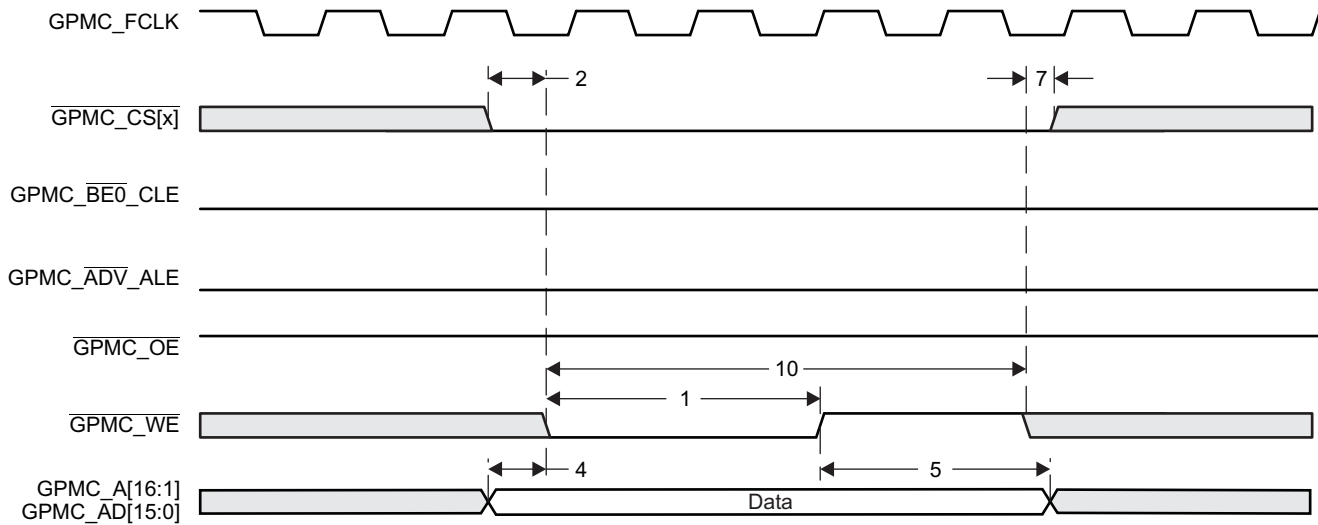 GPMC_FCLK
2
7
GPMC_CS[x]
GPMC_BE0_CLE
GPMC_ADV_ALE
GPMC_OE
10
1
GPMC_WE
4
5
GPMC_A[16:1]
GPMC_AD[15:0]
Data